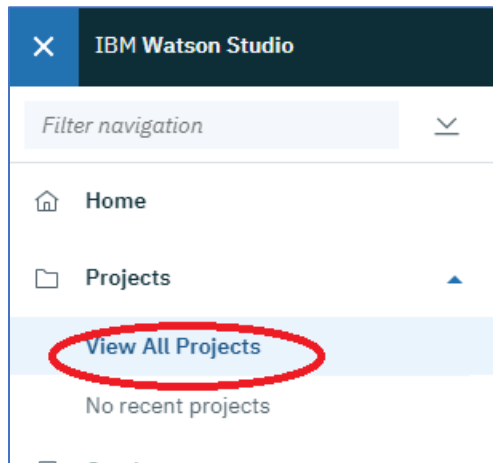 IBM Watson Studio
Filter navigation
Home
Projects
View All Projects
No recent projects